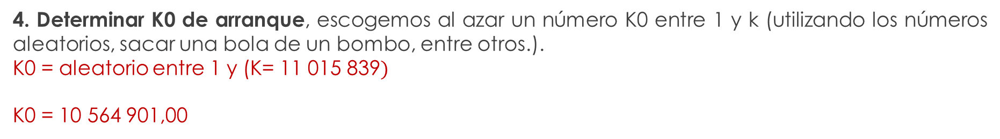 4. Determinar K0 de arranque, escogemos al azar un número K0 entre 1 y k (utilizando los números
aleatorios, sacar una bola de un bombo, entre otros.).
K0 = aleatorio entre 1 y (K= 11 015 839)
K0 = 10 564 901,00